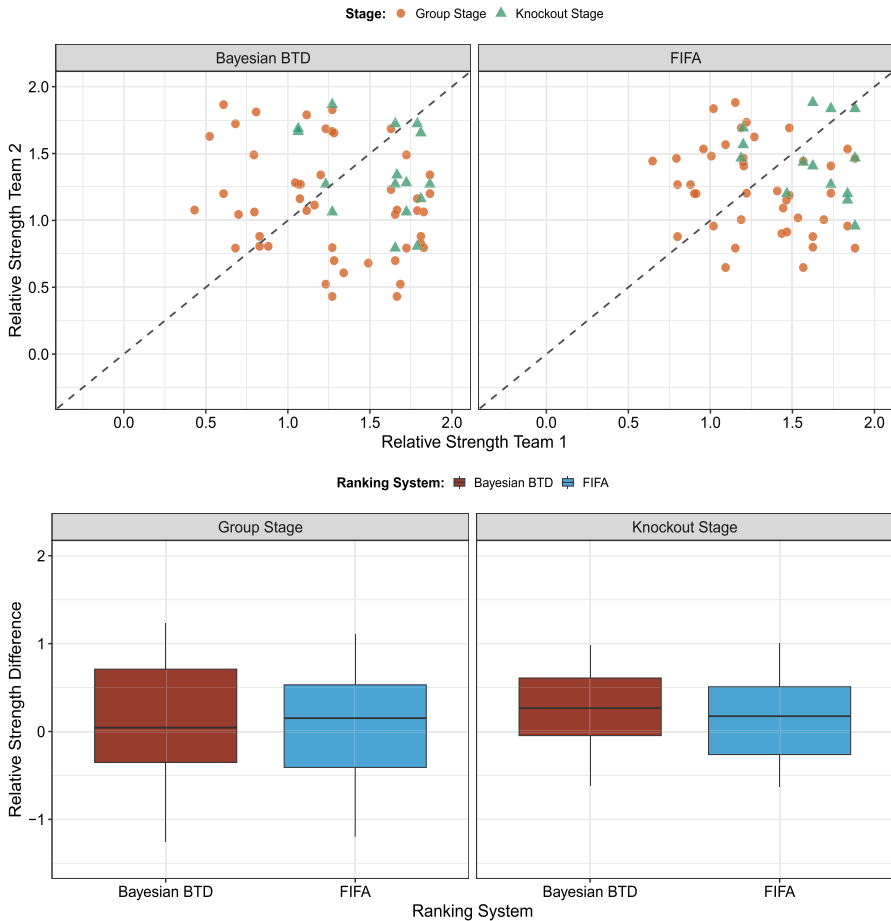 Stage: Group Stage Knockout Stage
Bayesian BTD FIFA
Relative Strength Team 2
2.0
1.5
1.0
0.5
0.0
0.0 0.5 1.0 1.5 2.0 0.0 0.5 1.0 1.5 2.0
Relative Strength Team 1
Ranking System: Bayesian BTD FIFA
Group Stage Knockout Stage
Relative Strength Difference
2
1
0
−1
Bayesian BTD FIFA Bayesian BTD FIFA
Ranking System